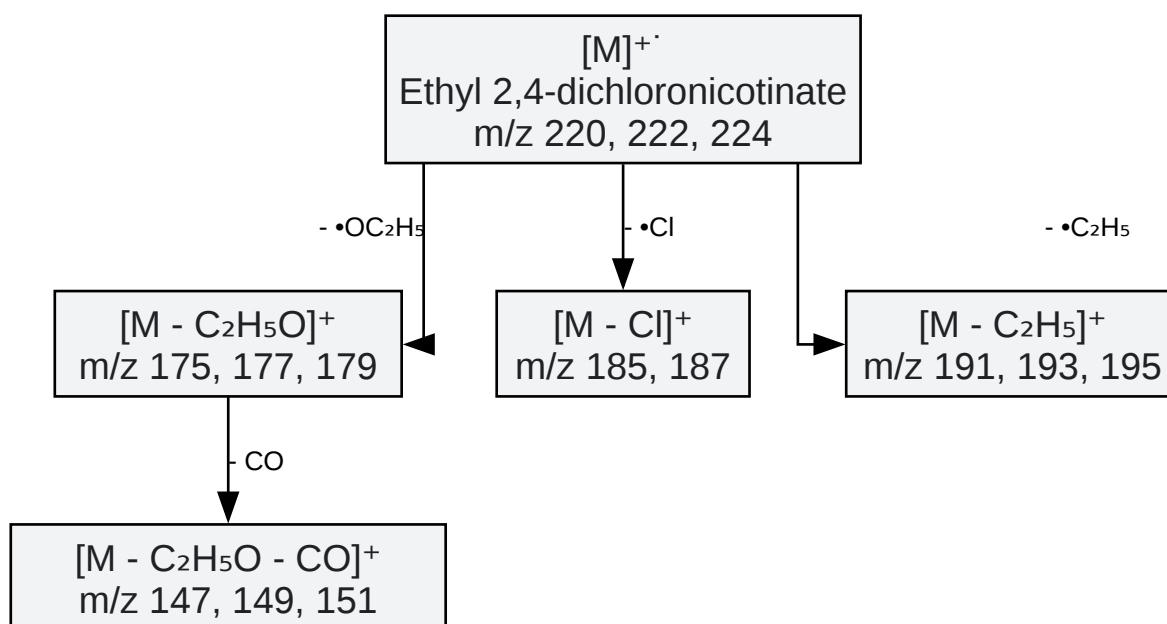 [M]⁺˙
Ethyl 2,4-dichloronicotinate
m/z 220, 222, 224
- •OC₂H₅
- •Cl
- •C₂H₅
[M - C₂H₅O]⁺
m/z 175, 177, 179
[M - Cl]⁺
m/z 185, 187
[M - C₂H₅]⁺
m/z 191, 193, 195
- CO
[M - C₂H₅O - CO]⁺
m/z 147, 149, 151